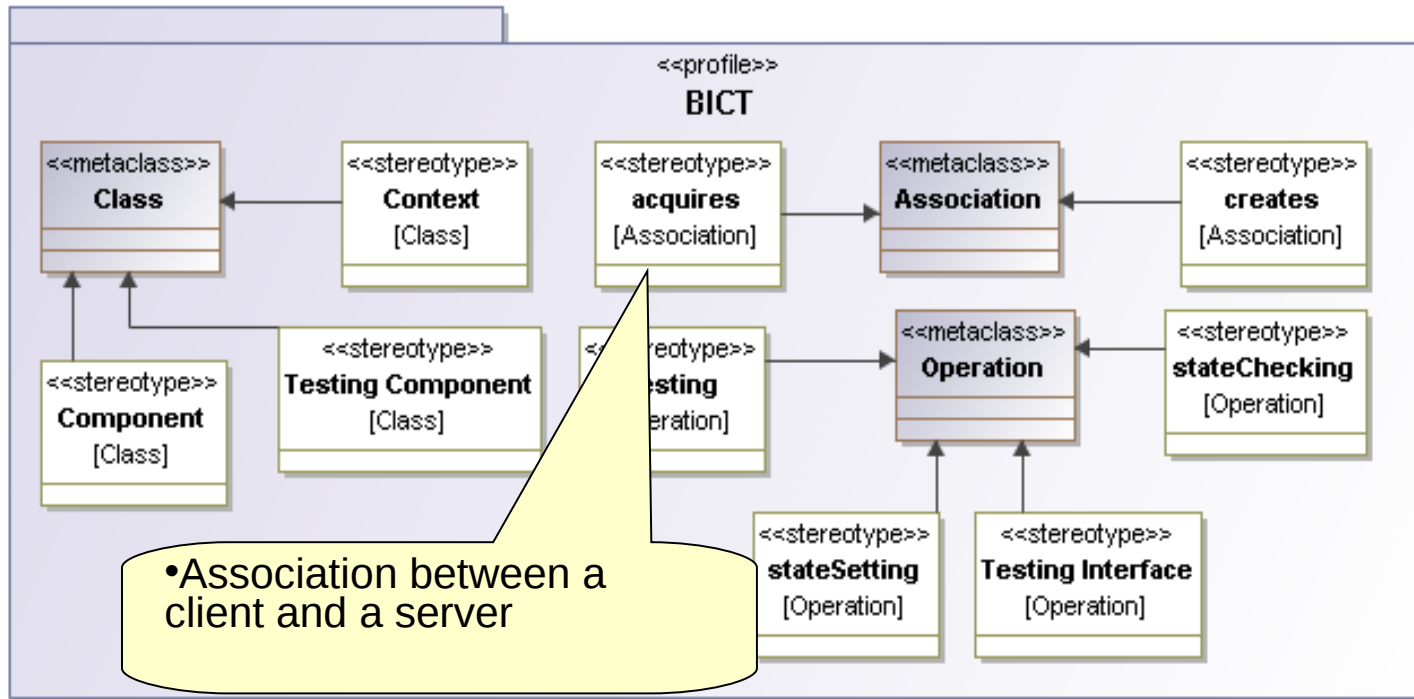 <<profile>>
BICT
<<metaclass>>
Class
<<stereotype>>
Context
[Class]
<<stereotype>>
acquires
[Association]
<<metaclass>>
Association
<<stereotype>>
creates
[Association]
<<stereotype>>
Component
[Class]
<<stereotype>>
Testing Component
[Class]
<<metaclass>>
Operation
<<stereotype>>
stateChecking
[Operation]
<<stereotype>>
stateSetting
[Operation]
<<stereotype>>
Testing Interface
[Operation]
•Association between a
client and a server